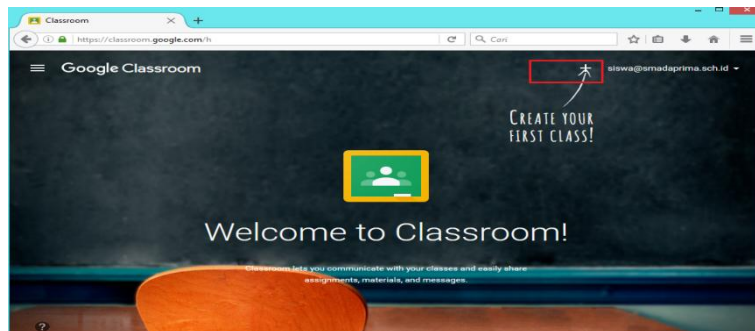 Classroom
https://classroom.google.com/h
Cari
Google Classroom
siswa@smadaprima.sch.id
CREATE YOUR
FIRST CLASS!
Welcome to Classroom!
Classroom lets you communicate with your classes and easily share
assignments, materials, and messages.